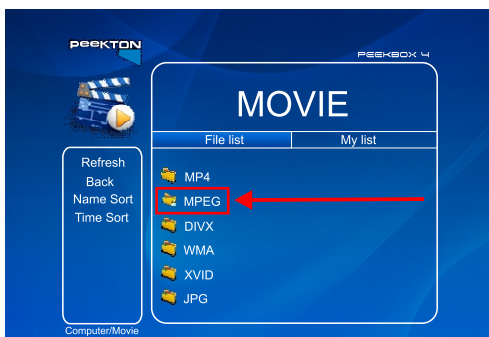 PEEKTON
PEEKBOX 4
MOVIE
File list
My list
Refresh
Back
Name Sort
Time Sort
MP4
MPEG
DIVX
WMA
XVID
JPG
Computer/Movie